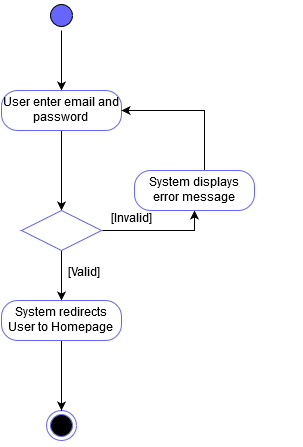 User enter email and
password
System displays
error message
[Invalid]
[Valid]
System redirects
User to Homepage